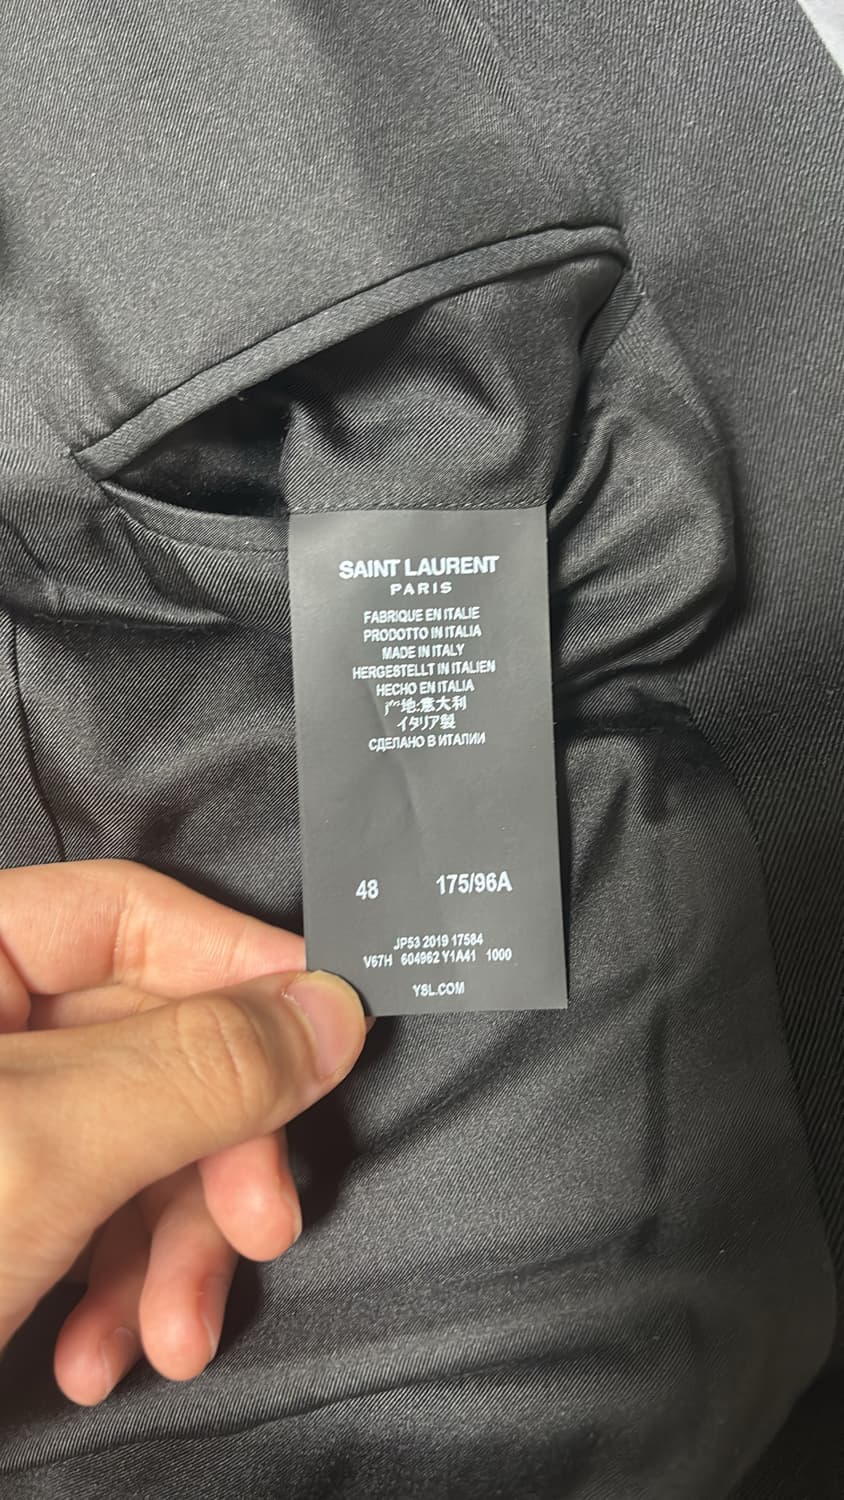 SAINT LAURENT
PARIS
FABRIQUE EN ITALIE
PRODOTTO IN ITALIA
MADE IN ITALY
HERGESTELLT IN ITALIEN
HECHO EN ITALIA
地:意大利
イタリア製
СДЕЛАНО В ИТАЛИИ
48 175/96A
JP53 2019 17584
V67H 604962 Y1A41 1000
YSL.COM